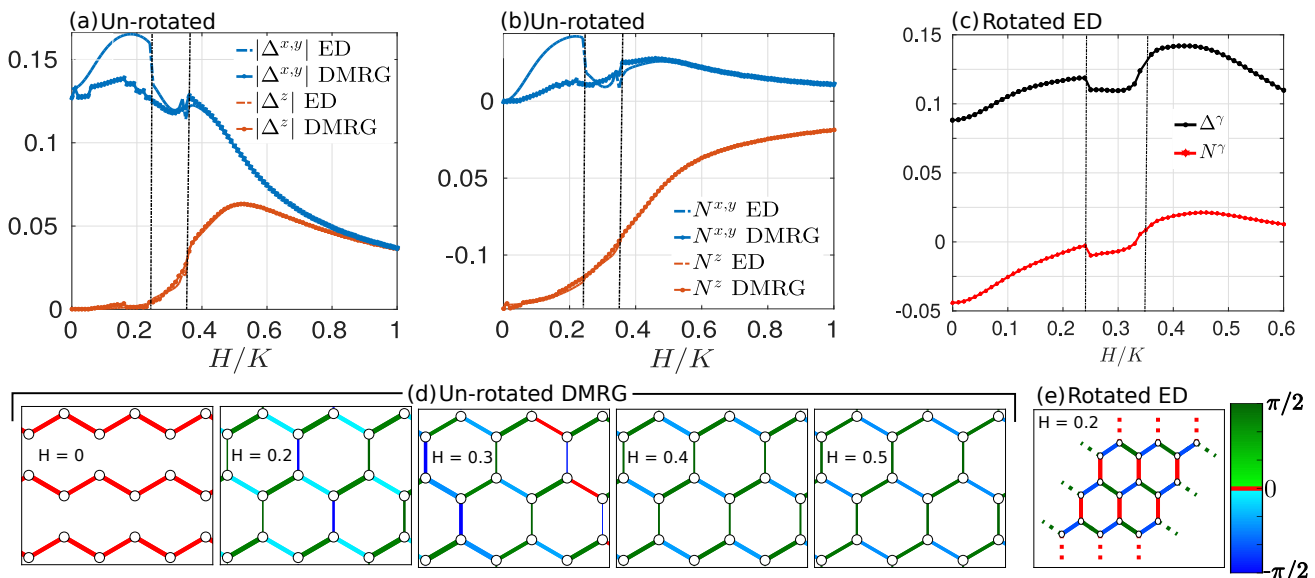 (a) Un-rotated
0.15
0.1
0.05
0
0 0.2 0.4 0.6 0.8 1
H/K
|Δ^{x,y}| ED
|Δ^{x,y}| DMRG
|Δ^z| ED
|Δ^z| DMRG
(b) Un-rotated
0
0.05
-0.1
0 0.2 0.4 0.6 0.8 1
H/K
N^{x,y} ED
N^{x,y} DMRG
N^z ED
N^z DMRG
(c) Rotated ED
0.15
0.1
0.05
0
-0.05
0 0.1 0.2 0.3 0.4 0.5 0.6
H/K
Δ^γ
N^γ
(d) Un-rotated DMRG
H = 0
H = 0.2
H = 0.3
H = 0.4
H = 0.5
(e) Rotated ED
H = 0.2
π/2
0
-π/2